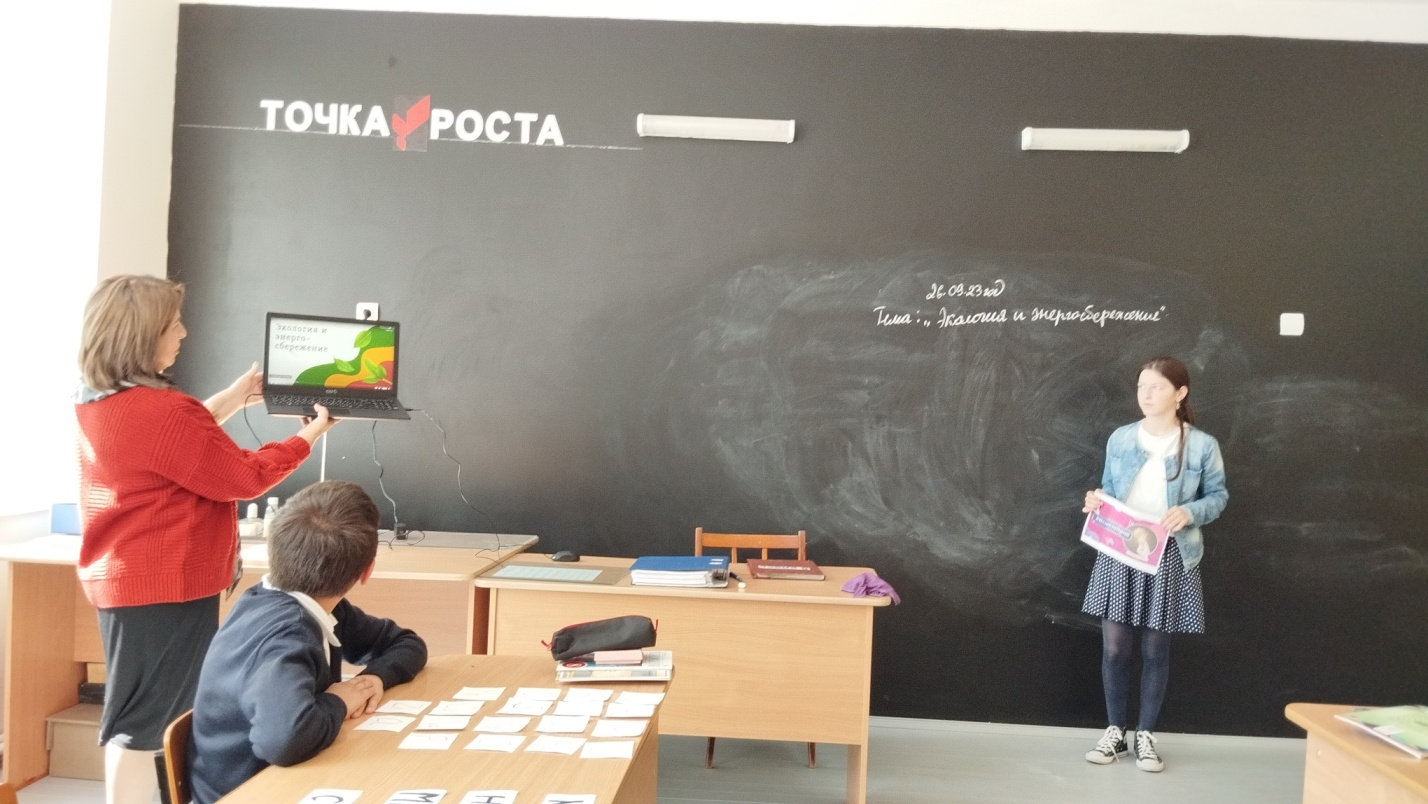 ТОЧКА РОСТА
26.09.23 год
Тема: „Экология и энергосбережение"
Экология и
энерго-
сбережение
С М Н